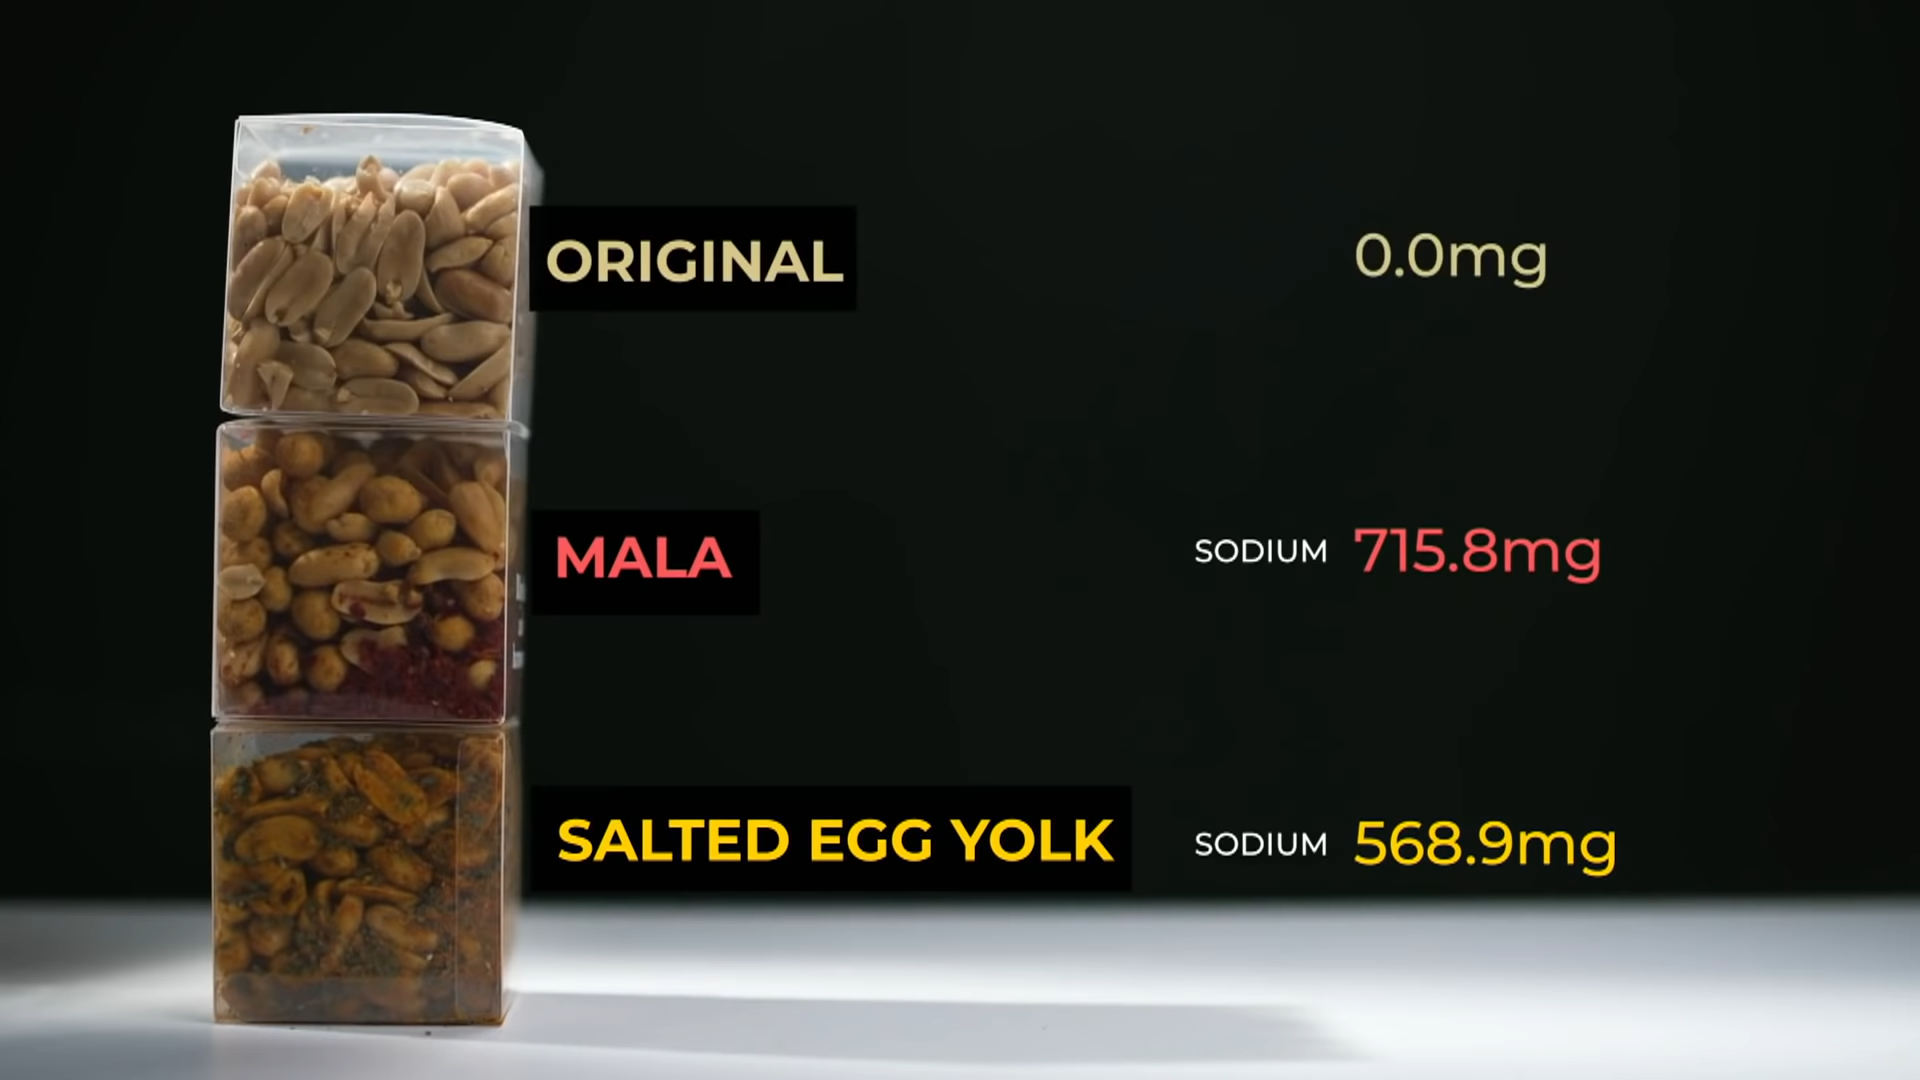 ORIGINAL 0.0mg
MALA SODIUM 715.8mg
SALTED EGG YOLK SODIUM 568.9mg